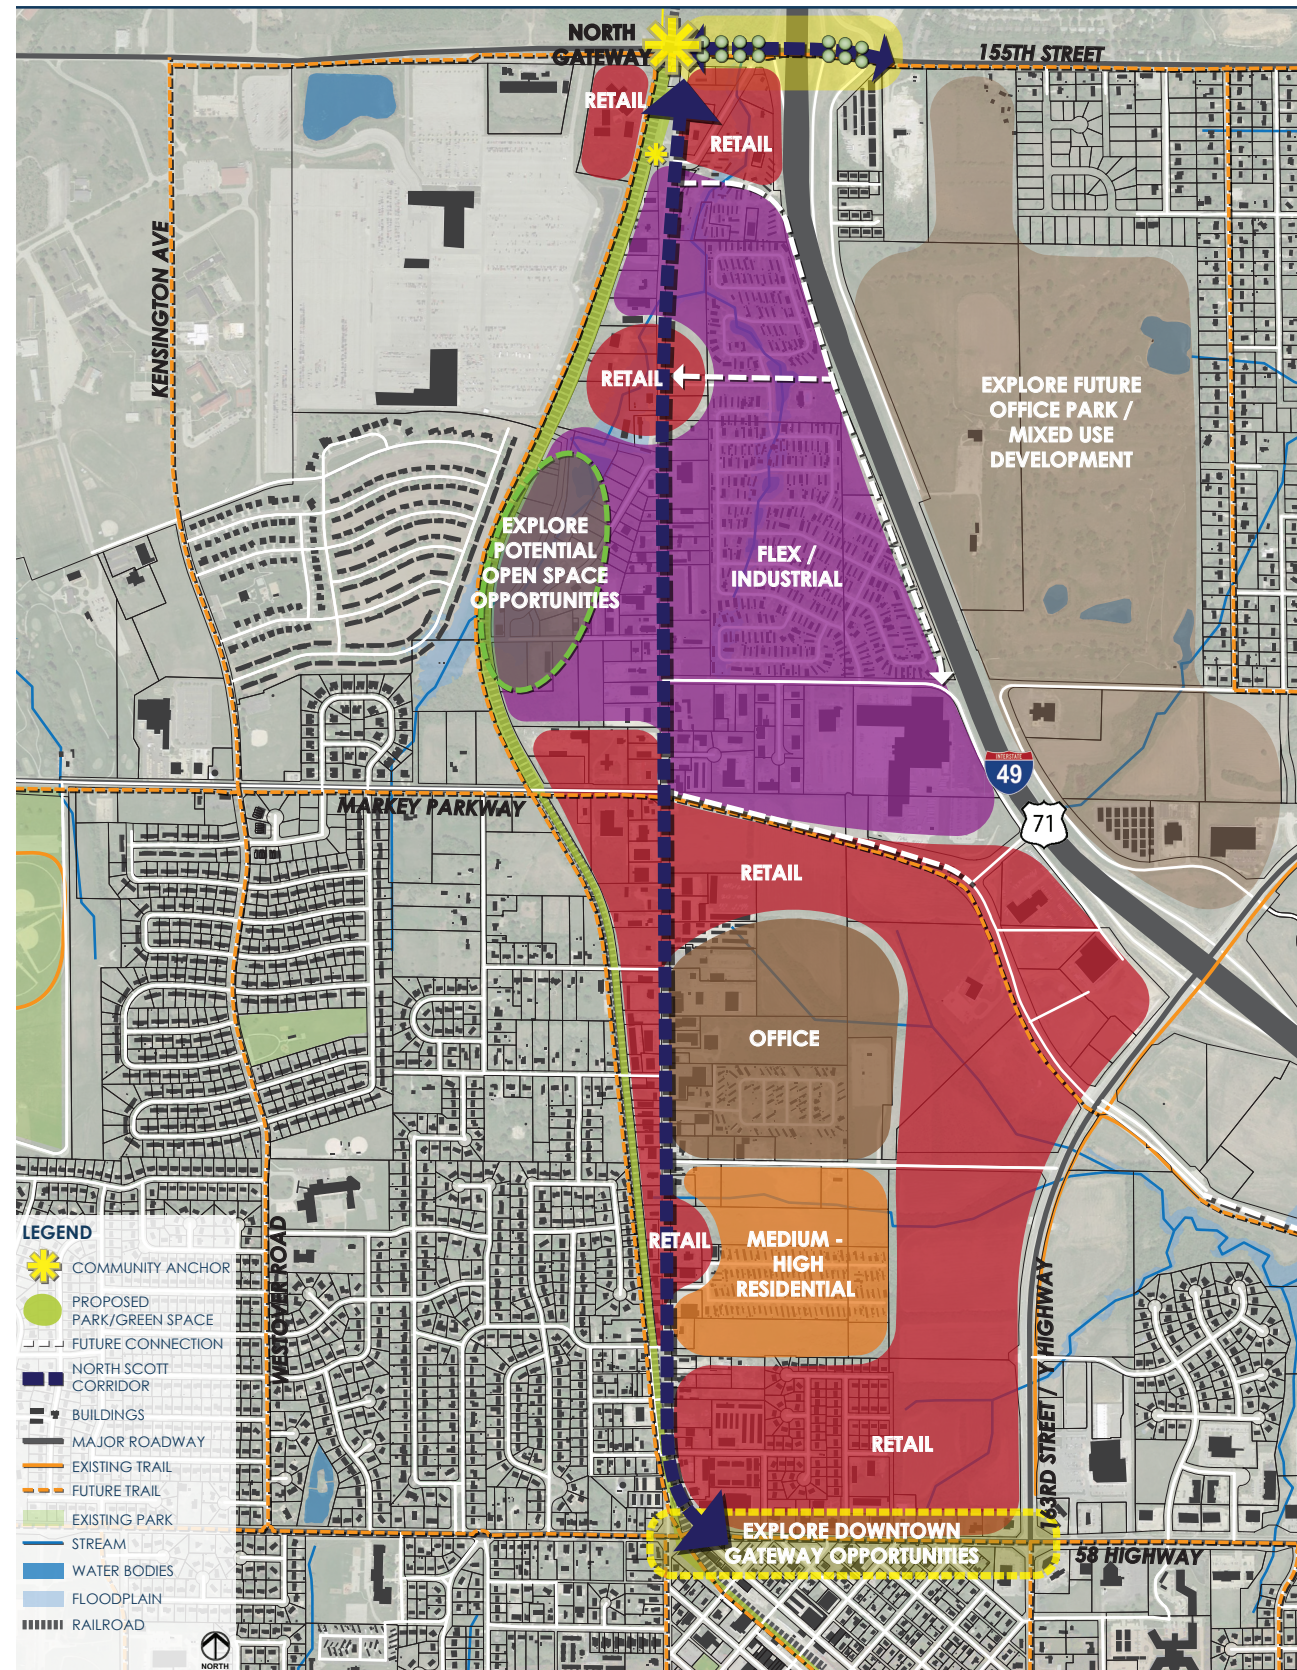 NORTH
GATEWAY
155TH STREET
RETAIL
RETAIL
KENSINGTON AVE
RETAIL
EXPLORE FUTURE
OFFICE PARK /
MIXED USE
DEVELOPMENT
EXPLORE
POTENTIAL
OPEN SPACE
OPPORTUNITIES
FLEX /
INDUSTRIAL
INTERSTATE
49
71
MARKEY PARKWAY
RETAIL
OFFICE
RETAIL
MEDIUM -
HIGH
RESIDENTIAL
WESTOVER ROAD
163RD STREET / Y HIGHWAY
RETAIL
EXPLORE DOWNTOWN
GATEWAY OPPORTUNITIES
58 HIGHWAY
LEGEND
COMMUNITY ANCHOR
PROPOSED
PARK/GREEN SPACE
FUTURE CONNECTION
NORTH SCOTT
CORRIDOR
BUILDINGS
MAJOR ROADWAY
EXISTING TRAIL
FUTURE TRAIL
EXISTING PARK
STREAM
WATER BODIES
FLOODPLAIN
RAILROAD
NORTH